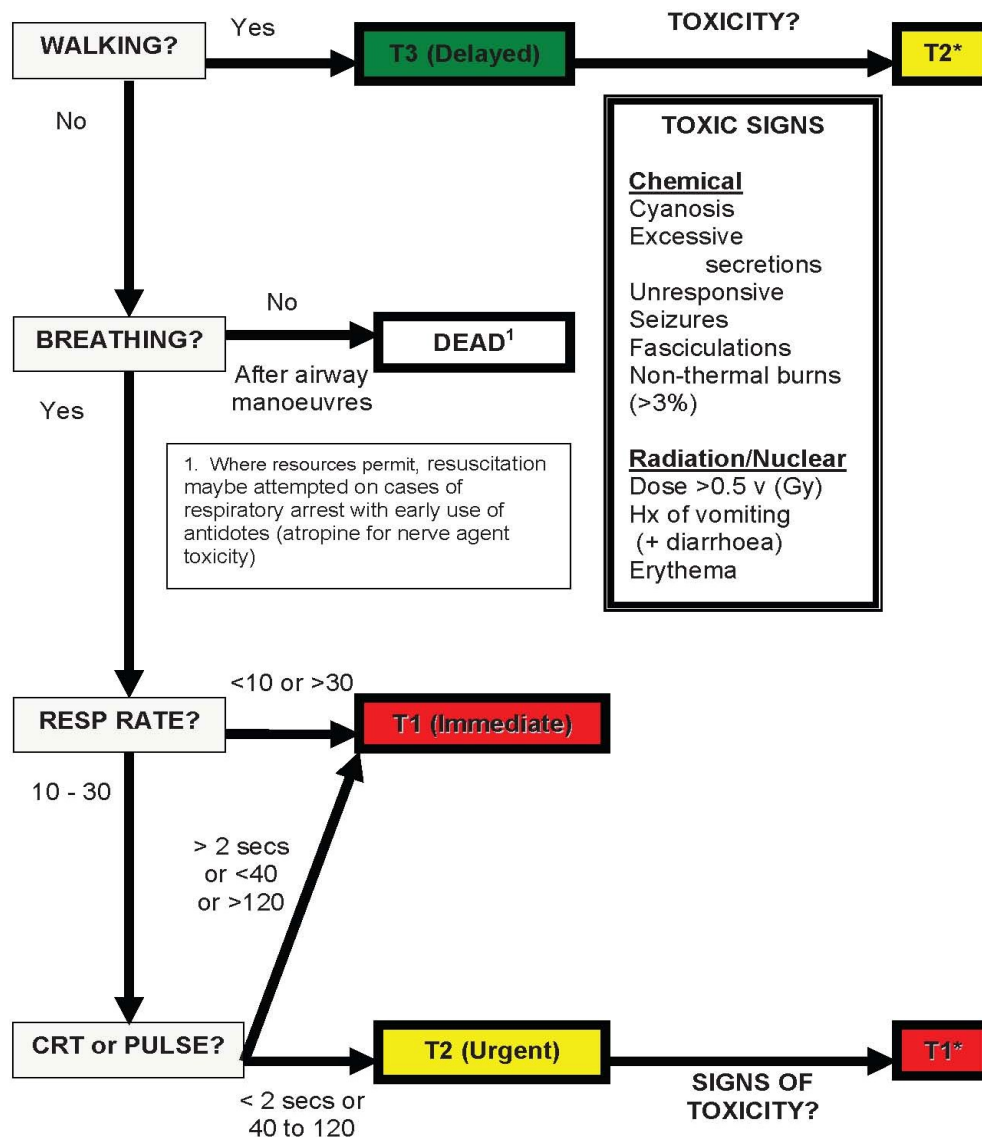 WALKING?
Yes
T3 (Delayed)
TOXICITY?
T2*
No
TOXIC SIGNS
Chemical
Cyanosis
Excessive
secretions
Unresponsive
Seizures
Fasciculations
Non-thermal burns
(>3%)
Radiation/Nuclear
Dose >0.5 v (Gy)
Hx of vomiting
(+ diarrhoea)
Erythema
BREATHING?
No
After airway
manoeuvres
DEAD¹
Yes
1. Where resources permit, resuscitation
maybe attempted on cases of
respiratory arrest with early use of
antidotes (atropine for nerve agent
toxicity)
RESP RATE?
<10 or >30
T1 (Immediate)
10 - 30
> 2 secs
or <40
or >120
CRT or PULSE?
< 2 secs or
40 to 120
T2 (Urgent)
SIGNS OF
TOXICITY?
T1*